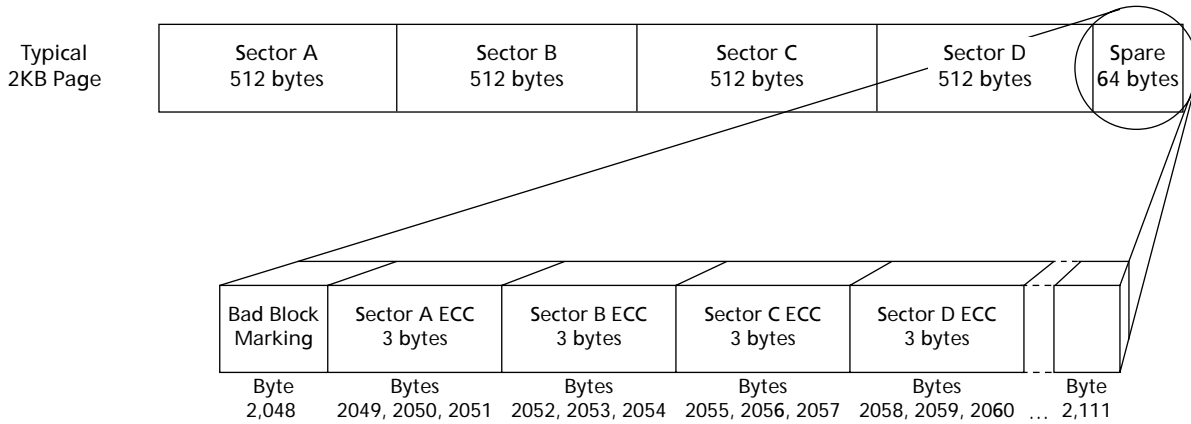 Typical
2KB Page
Sector A
512 bytes
Sector B
512 bytes
Sector C
512 bytes
Sector D
512 bytes
Spare
64 bytes
Bad Block
Marking
Sector A ECC
3 bytes
Sector B ECC
3 bytes
Sector C ECC
3 bytes
Sector D ECC
3 bytes
Byte
2,048
Bytes
2049, 2050, 2051
Bytes
2052, 2053, 2054
Bytes
2055, 2056, 2057
Bytes
2058, 2059, 2060
...
Byte
2,111